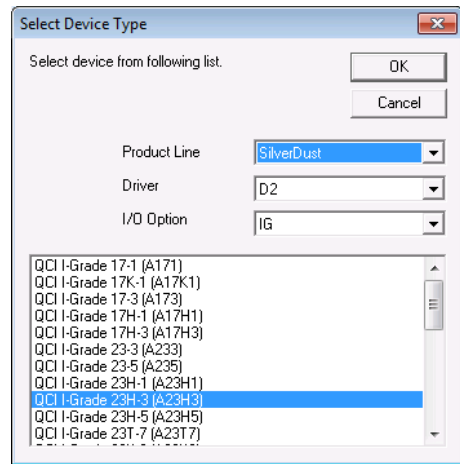 Select Device Type
Select device from following list.
OK
Cancel
Product Line
SilverDust
Driver
D2
I/O Option
IG
QCI I-Grade 17-1 (A171)
QCI I-Grade 17K-1 (A17K1)
QCI I-Grade 17-3 (A173)
QCI I-Grade 17H-1 (A17H1)
QCI I-Grade 17H-3 (A17H3)
QCI I-Grade 23-3 (A233)
QCI I-Grade 23-5 (A235)
QCI I-Grade 23H-1 (A23H1)
QCI I-Grade 23H-3 (A23H3)
QCI I-Grade 23H-5 (A23H5)
QCI I-Grade 23T-7 (A23T7)